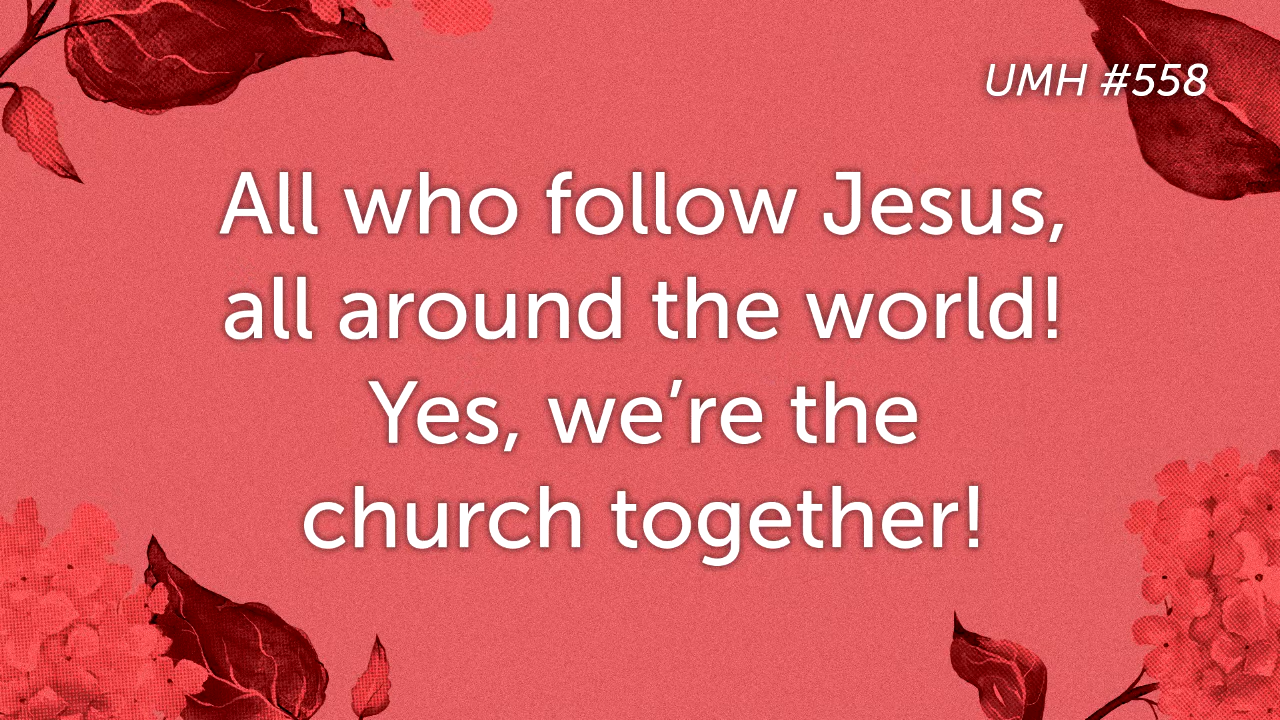 UMH #558
All who follow Jesus,
all around the world!
Yes, we’re the
church together!